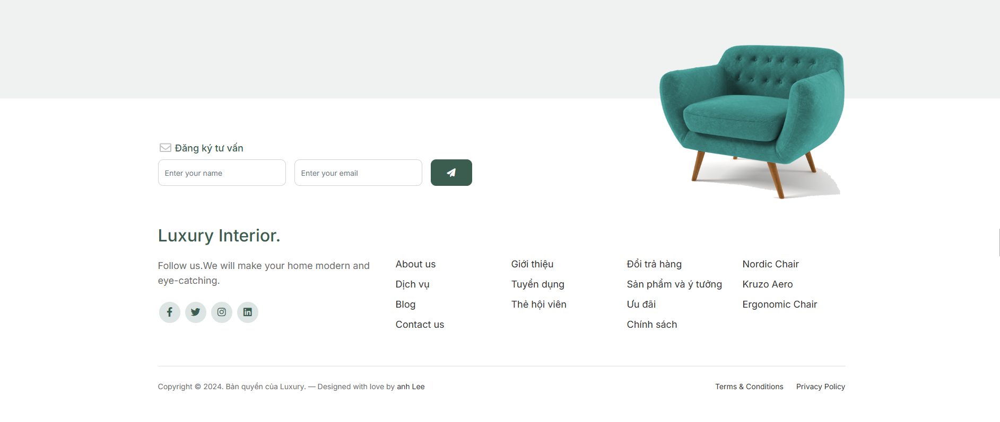 Đăng ký tư vấn
Enter your name
Enter your email
Luxury Interior.
Follow us.We will make your home modern and
eye-catching.
About us
Dịch vụ
Blog
Contact us
Giới thiệu
Tuyển dụng
Thẻ hội viên
Đổi trả hàng
Sản phẩm và ý tưởng
Ưu đãi
Chính sách
Nordic Chair
Kruzo Aero
Ergonomic Chair
Copyright © 2024. Bản quyền của Luxury. — Designed with love by anh Lee
Terms & Conditions
Privacy Policy